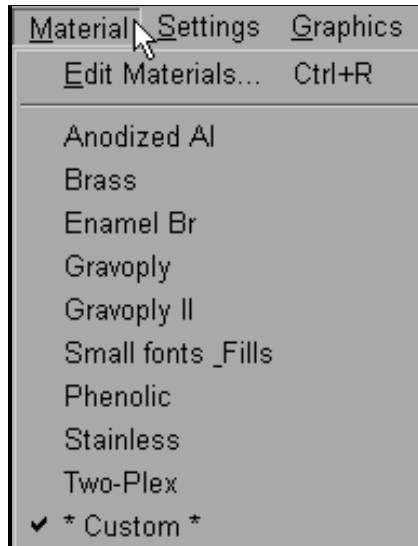 Material Settings Graphics
Edit Materials... Ctrl+R
Anodized Al
Brass
Enamel Br
Gravoply
Gravoply II
Small fonts _Fills
Phenolic
Stainless
Two-Plex
* Custom *